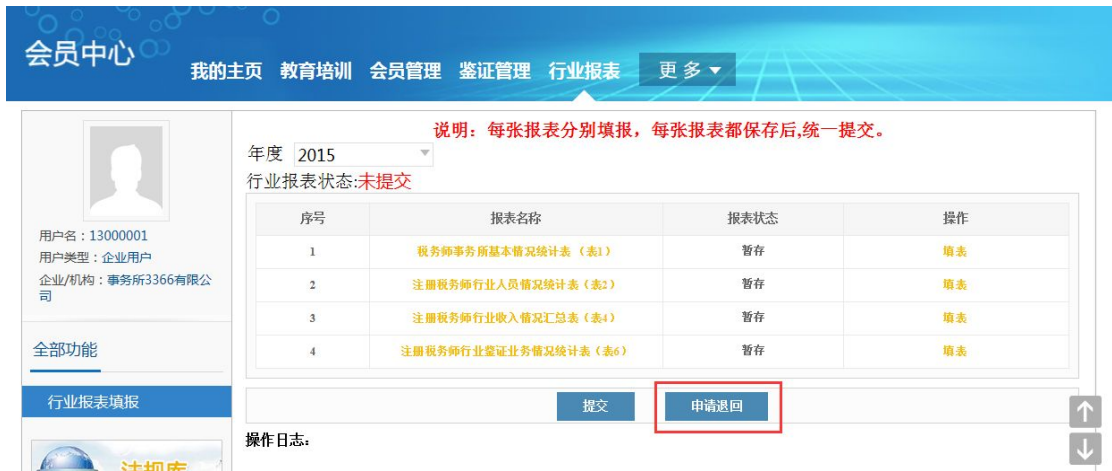 会员中心
我的主页 教育培训 会员管理 鉴证管理 行业报表 更多
说明：每张报表分别填报，每张报表都保存后,统一提交。
年度 2015
行业报表状态:未提交
序号 报表名称 报表状态 操作
1 税务师事务所基本情况统计表 （表1） 暂存 填表
2 注册税务师行业人员情况统计表（表2） 暂存 填表
3 注册税务师行业收入情况汇总表（表4） 暂存 填表
4 注册税务师行业鉴证业务情况统计表（表6） 暂存 填表
提交 申请退回
操作日志:
用户名：13000001
用户类型：企业用户
企业/机构：事务所3366有限公
司
全部功能
行业报表填报
法规库